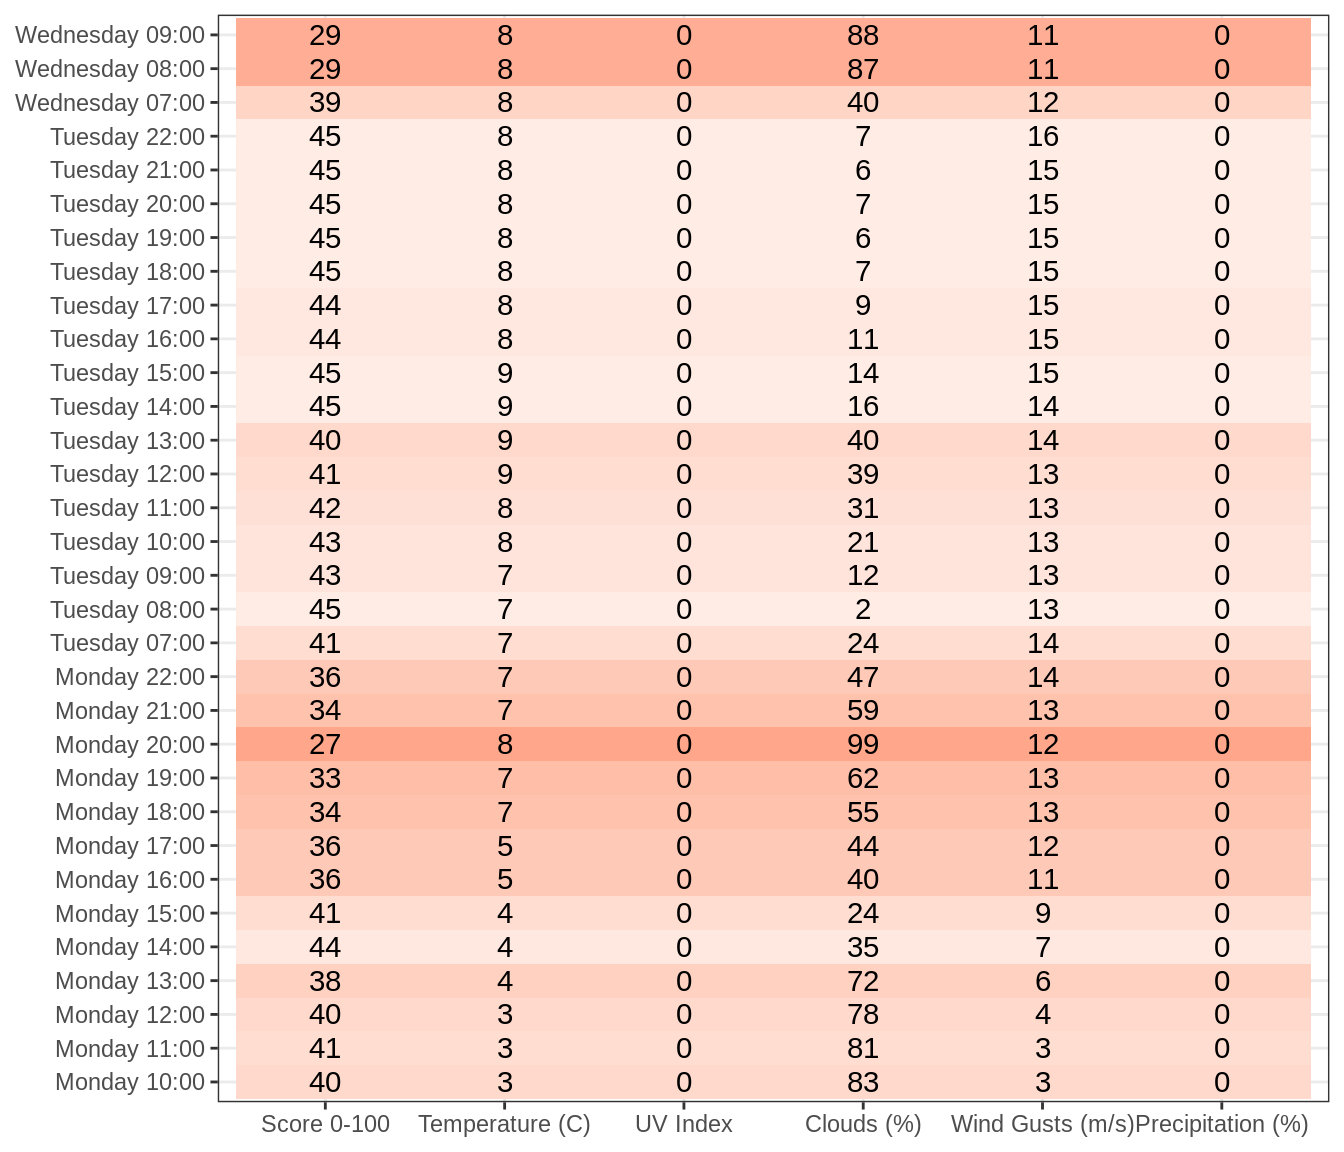 Wednesday 09:00 29 8 0 88 11 0
Wednesday 08:00 29 8 0 87 11 0
Wednesday 07:00 39 8 0 40 12 0
Tuesday 22:00 45 8 0 7 16 0
Tuesday 21:00 45 8 0 6 15 0
Tuesday 20:00 45 8 0 7 15 0
Tuesday 19:00 45 8 0 6 15 0
Tuesday 18:00 45 8 0 7 15 0
Tuesday 17:00 44 8 0 9 15 0
Tuesday 16:00 44 8 0 11 15 0
Tuesday 15:00 45 9 0 14 15 0
Tuesday 14:00 45 9 0 16 14 0
Tuesday 13:00 40 9 0 40 14 0
Tuesday 12:00 41 9 0 39 13 0
Tuesday 11:00 42 8 0 31 13 0
Tuesday 10:00 43 8 0 21 13 0
Tuesday 09:00 43 7 0 12 13 0
Tuesday 08:00 45 7 0 2 13 0
Tuesday 07:00 41 7 0 24 14 0
Monday 22:00 36 7 0 47 14 0
Monday 21:00 34 7 0 59 13 0
Monday 20:00 27 8 0 99 12 0
Monday 19:00 33 7 0 62 13 0
Monday 18:00 34 7 0 55 13 0
Monday 17:00 36 5 0 44 12 0
Monday 16:00 36 5 0 40 11 0
Monday 15:00 41 4 0 24 9 0
Monday 14:00 44 4 0 35 7 0
Monday 13:00 38 4 0 72 6 0
Monday 12:00 40 3 0 78 4 0
Monday 11:00 41 3 0 81 3 0
Monday 10:00 40 3 0 83 3 0
Score 0-100 Temperature (C) UV Index Clouds (%) Wind Gusts (m/s) Precipitation (%)